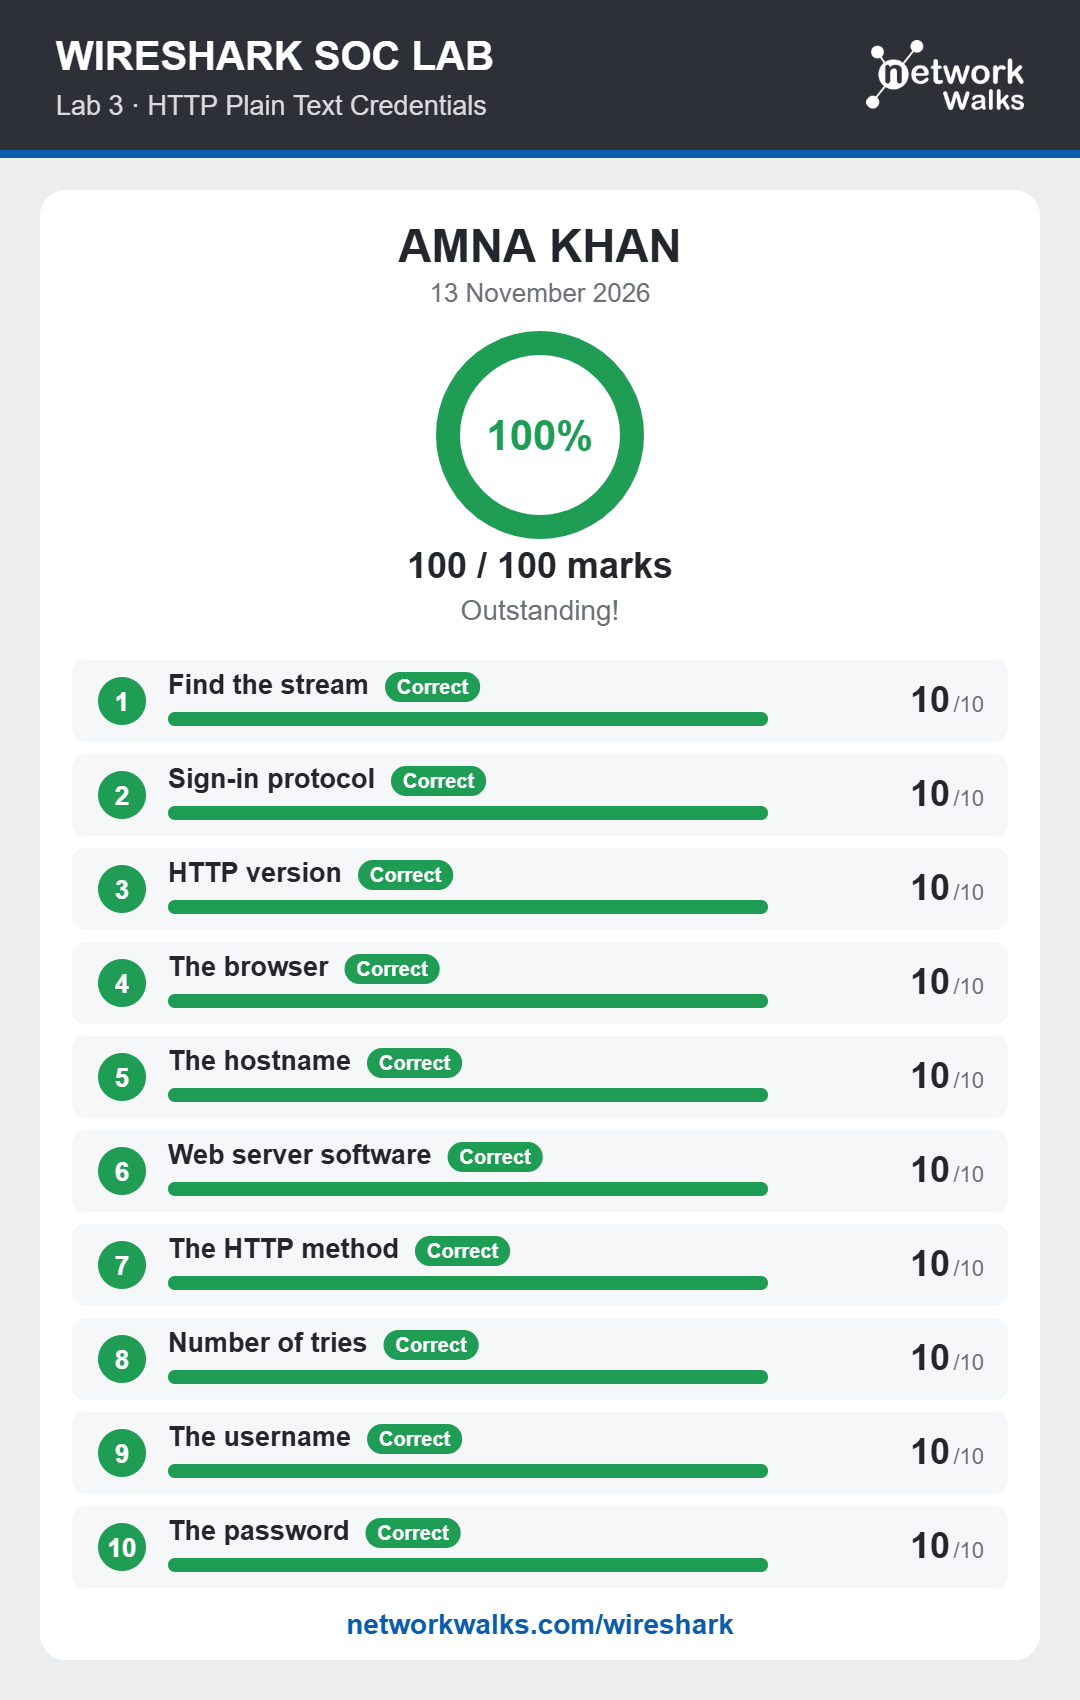 WIRESHARK SOC LAB
Lab 3 · HTTP Plain Text Credentials
network
Walks
AMNA KHAN
13 November 2026
100%
100 / 100 marks
Outstanding!
1 Find the stream Correct 10 /10
2 Sign-in protocol Correct 10 /10
3 HTTP version Correct 10 /10
4 The browser Correct 10 /10
5 The hostname Correct 10 /10
6 Web server software Correct 10 /10
7 The HTTP method Correct 10 /10
8 Number of tries Correct 10 /10
9 The username Correct 10 /10
10 The password Correct 10 /10
networkwalks.com/wireshark